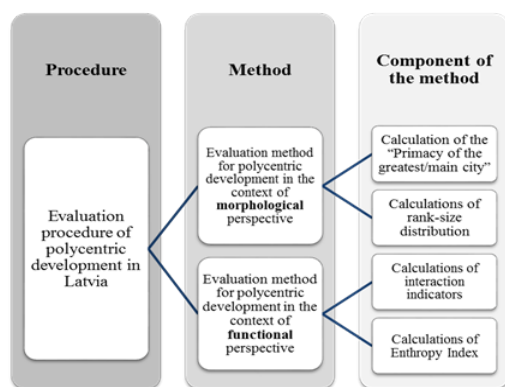 Procedure
Evaluation
procedure of
polycentric
development in
Latvia
Method
Evaluation method for
polycentric
development in the
context of
morphological
perspective
Evaluation method
for polycentric
development in the
context of
functional
perspective
Component of
the method
Calculation of the
“Primacy of the
greatest/main city”
Calculations of
rank-size
distribution
Calculations of
interaction
indicators
Calculations of
Enthropy Index